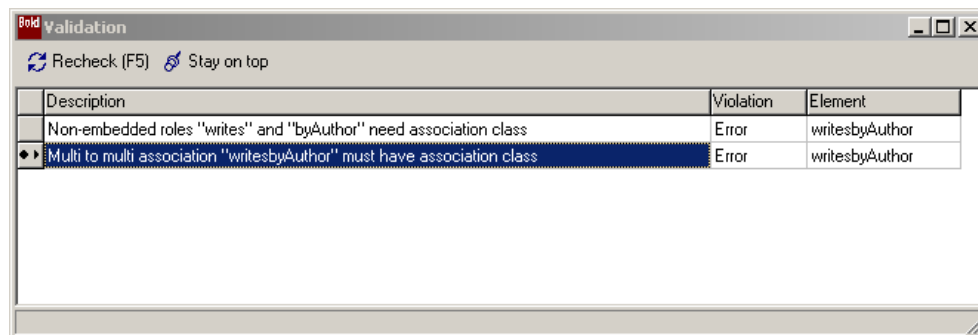 Bold Validation
Recheck (F5) Stay on top
Description Violation Element
Non-embedded roles "writes" and "byAuthor" need association class Error writesbyAuthor
Multi to multi association "writesbyAuthor" must have association class Error writesbyAuthor